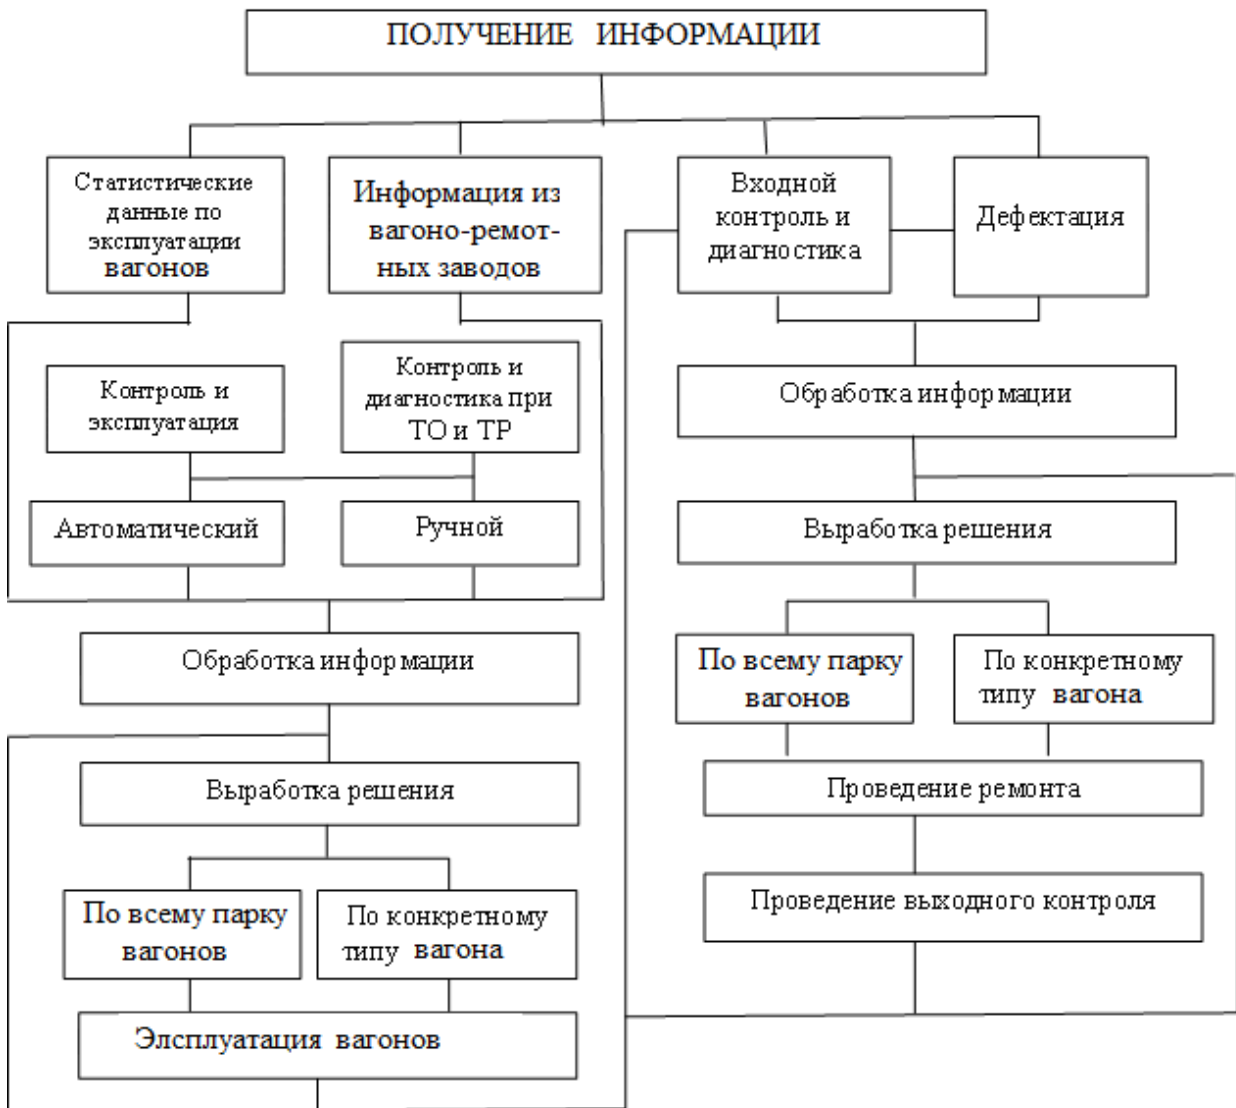 ПОЛУЧЕНИЕ ИНФОРМАЦИИ
Статистические
данные по
эксплуатации
вагонов
Информация из
вагоно-ремот-
ных заводов
Входной
контроль и
диагностика
Дефектация
Контроль и
эксплуатация
Контроль и
диагностика при
ТО и ТР
Автоматический
Ручной
Обработка информации
Выработка решения
По всему парку
вагонов
По конкретному
типу вагона
Элсплуатация вагонов
Обработка информации
Выработка решения
По всему парку
вагонов
По конкретному
типу вагона
Проведение ремонта
Проведение выходного контроля